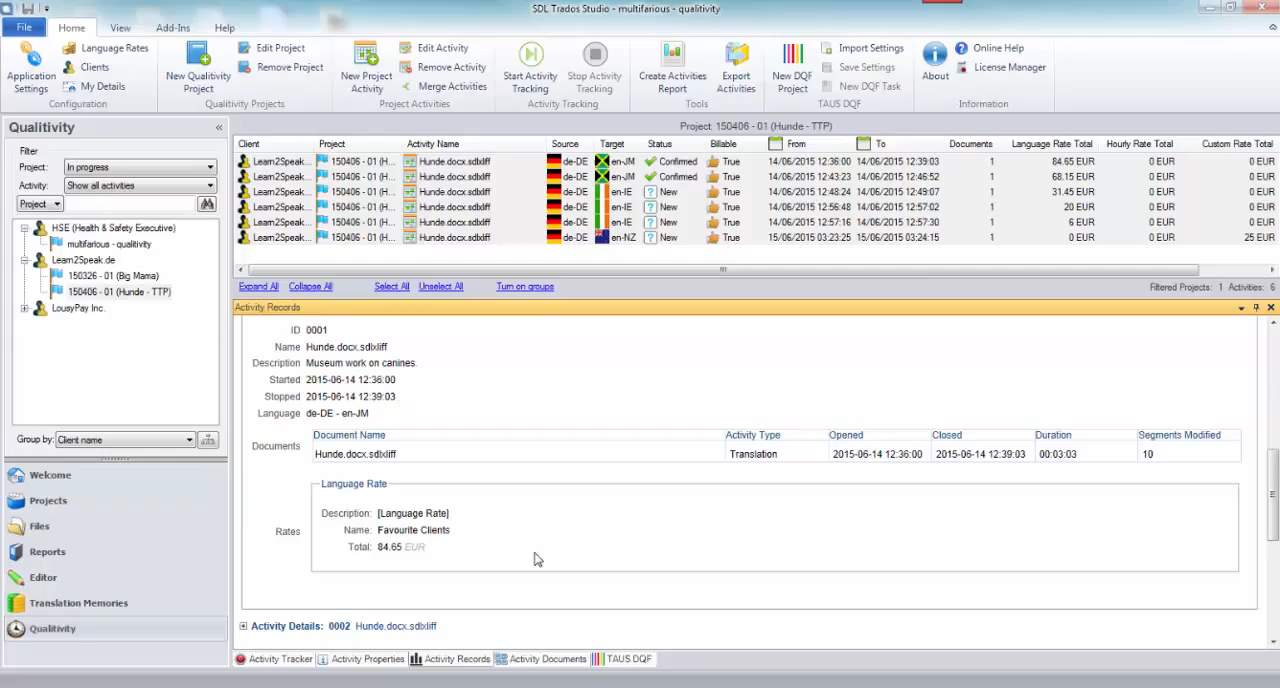 SDL Trados Studio - multifarious - qualitivity
File Home View Add-Ins Help
Application Settings
Language Rates
Clients
My Details
Configuration
New Qualitivity Project
Edit Project
Remove Project
Qualitivity Projects
New Project Activity
Edit Activity
Remove Activity
Merge Activities
Project Activities
Start Activity Tracking
Stop Activity Tracking
Activity Tracking
Create Activities Report
Export Activities
Tools
New DQF Project
Import Settings
Save Settings
New DQF Task
TAUS DQF
About
Online Help
License Manager
Information
Qualitivity «
Filter
Project: In progress
Activity: Show all activities
Project
HSE (Health & Safety Executive)
multifarious - qualitivity
Learn2Speak.de
150326 - 01 (Big Mama)
150406 - 01 (Hunde - TTP)
LousyPay Inc.
Group by: Client name
Welcome
Projects
Files
Reports
Editor
Translation Memories
Qualitivity
Project 150406 - 01 (Hunde - TTP)
Client Project Activity Name Source Target Status Billable From To Documents Language Rate Total Hourly Rate Total Custom Rate Total
Learn2Speak... 150406 - 01 (H... Hunde.docx.sdlxliff de-DE en-JM Confirmed True 14/06/2015 12:36:00 14/06/2015 12:39:03 1 84.65 EUR 0 EUR 0 EUR
Learn2Speak... 150406 - 01 (H... Hunde.docx.sdlxliff de-DE en-JM Confirmed True 14/06/2015 12:43:23 14/06/2015 12:46:52 1 68.15 EUR 0 EUR 0 EUR
Learn2Speak... 150406 - 01 (H... Hunde.docx.sdlxliff de-DE en-IE New True 14/06/2015 12:48:24 14/06/2015 12:49:07 1 31.45 EUR 0 EUR 0 EUR
Learn2Speak... 150406 - 01 (H... Hunde.docx.sdlxliff de-DE en-IE New True 14/06/2015 12:56:48 14/06/2015 12:57:02 1 20 EUR 0 EUR 0 EUR
Learn2Speak... 150406 - 01 (H... Hunde.docx.sdlxliff de-DE en-IE New True 14/06/2015 12:57:16 14/06/2015 12:57:30 1 6 EUR 0 EUR 0 EUR
Learn2Speak... 150406 - 01 (H... Hunde.docx.sdlxliff de-DE en-NZ New True 15/06/2015 03:23:25 15/06/2015 03:24:15 1 0 EUR 0 EUR 25 EUR
Expand All Collapse All Select All Unselect All Turn on groups Filtered Projects: 1 Activities: 6
Activity Records
ID 0001
Name Hunde.docx.sdlxliff
Description Museum work on canines.
Started 2015-06-14 12:36:00
Stopped 2015-06-14 12:39:03
Language de-DE - en-JM
Documents
Document Name Activity Type Opened Closed Duration Segments Modified
Hunde.docx.sdlxliff Translation 2015-06-14 12:36:00 2015-06-14 12:39:03 00:03:03 10
Rates
Language Rate
Description: [Language Rate]
Name: Favourite Clients
Total: 84.65 EUR
Activity Details: 0002 Hunde.docx.sdlxliff
Activity Tracker Activity Properties Activity Records Activity Documents TAUS DQF